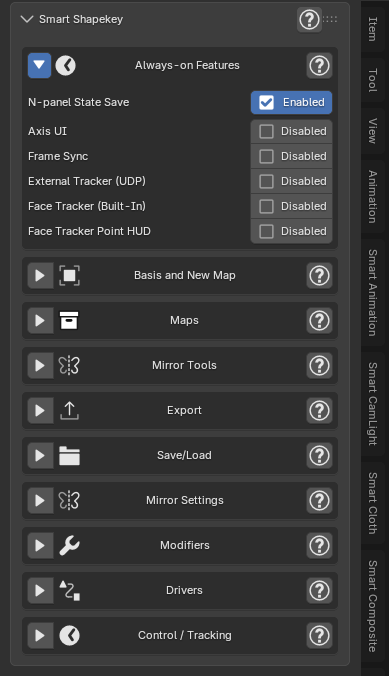 Smart Shapekey
Always-on Features
N-panel State Save Enabled
Axis UI Disabled
Frame Sync Disabled
External Tracker (UDP) Disabled
Face Tracker (Built-In) Disabled
Face Tracker Point HUD Disabled
Basis and New Map
Maps
Mirror Tools
Export
Save/Load
Mirror Settings
Modifiers
Drivers
Control / Tracking
Item
Tool
View
Animation
Smart Animation
Smart CamLight
Smart Cloth
Smart Composite